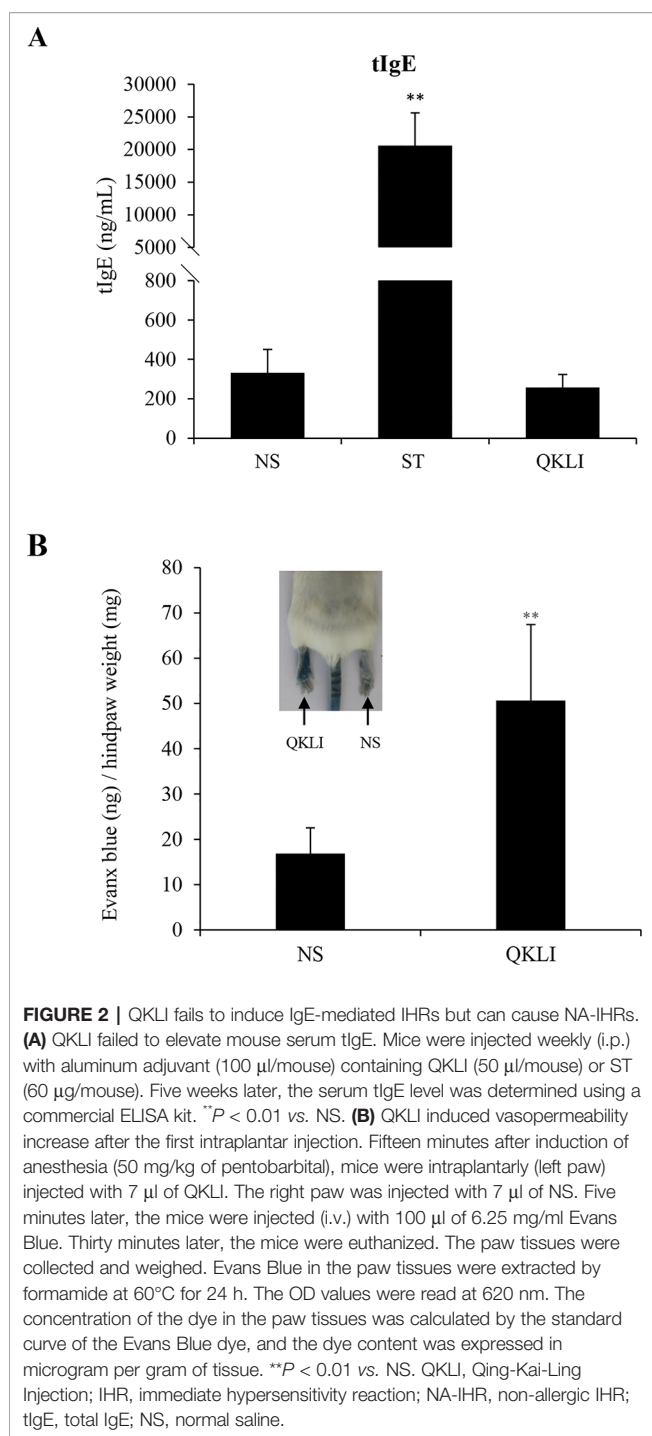 A
tIgE
**
30000
25000
20000
15000
10000
5000
800
600
400
200
0
tIgE (ng/mL)
NS ST QKLI
B
80
70
60
50
40
30
20
10
0
Evanx blue (ng) / hindpaw weight (mg)
**
QKLI NS
NS QKLI
FIGURE 2 | QKLI fails to induce IgE-mediated IHRs but can cause NA-IHRs.
(A) QKLI failed to elevate mouse serum tIgE. Mice were injected weekly (i.p.)
with aluminum adjuvant (100 μl/mouse) containing QKLI (50 μl/mouse) or ST
(60 μg/mouse). Five weeks later, the serum tIgE level was determined using a
commercial ELISA kit. **P < 0.01 vs. NS. (B) QKLI induced vasopermeability
increase after the first intraplantar injection. Fifteen minutes after induction of
anesthesia (50 mg/kg of pentobarbital), mice were intraplantarly (left paw)
injected with 7 μl of QKLI. The right paw was injected with 7 μl of NS. Five
minutes later, the mice were injected (i.v.) with 100 μl of 6.25 mg/ml Evans
Blue. Thirty minutes later, the mice were euthanized. The paw tissues were
collected and weighed. Evans Blue in the paw tissues were extracted by
formamide at 60°C for 24 h. The OD values were read at 620 nm. The
concentration of the dye in the paw tissues was calculated by the standard
curve of the Evans Blue dye, and the dye content was expressed in
microgram per gram of tissue. **P < 0.01 vs. NS. QKLI, Qing-Kai-Ling
Injection; IHR, immediate hypersensitivity reaction; NA-IHR, non-allergic IHR;
tIgE, total IgE; NS, normal saline.